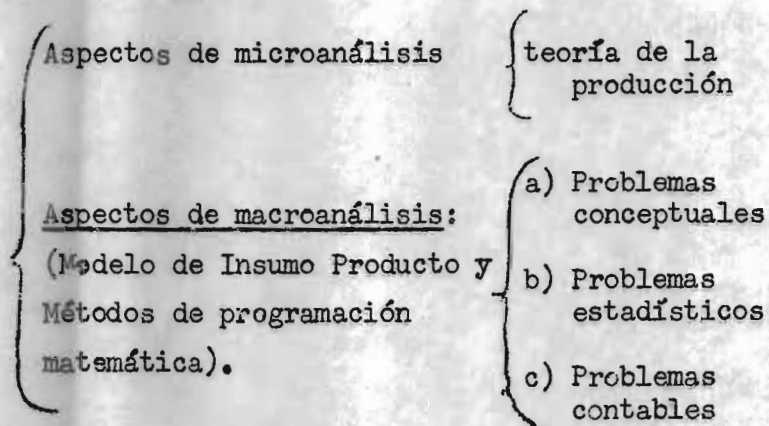 Aspectos de microanálisis
teoría de la
producción
Aspectos de macroanálisis:
(Modelo de Insumo Producto y
Métodos de programación
matemática).
a) Problemas
conceptuales
b) Problemas
estadísticos
c) Problemas
contables